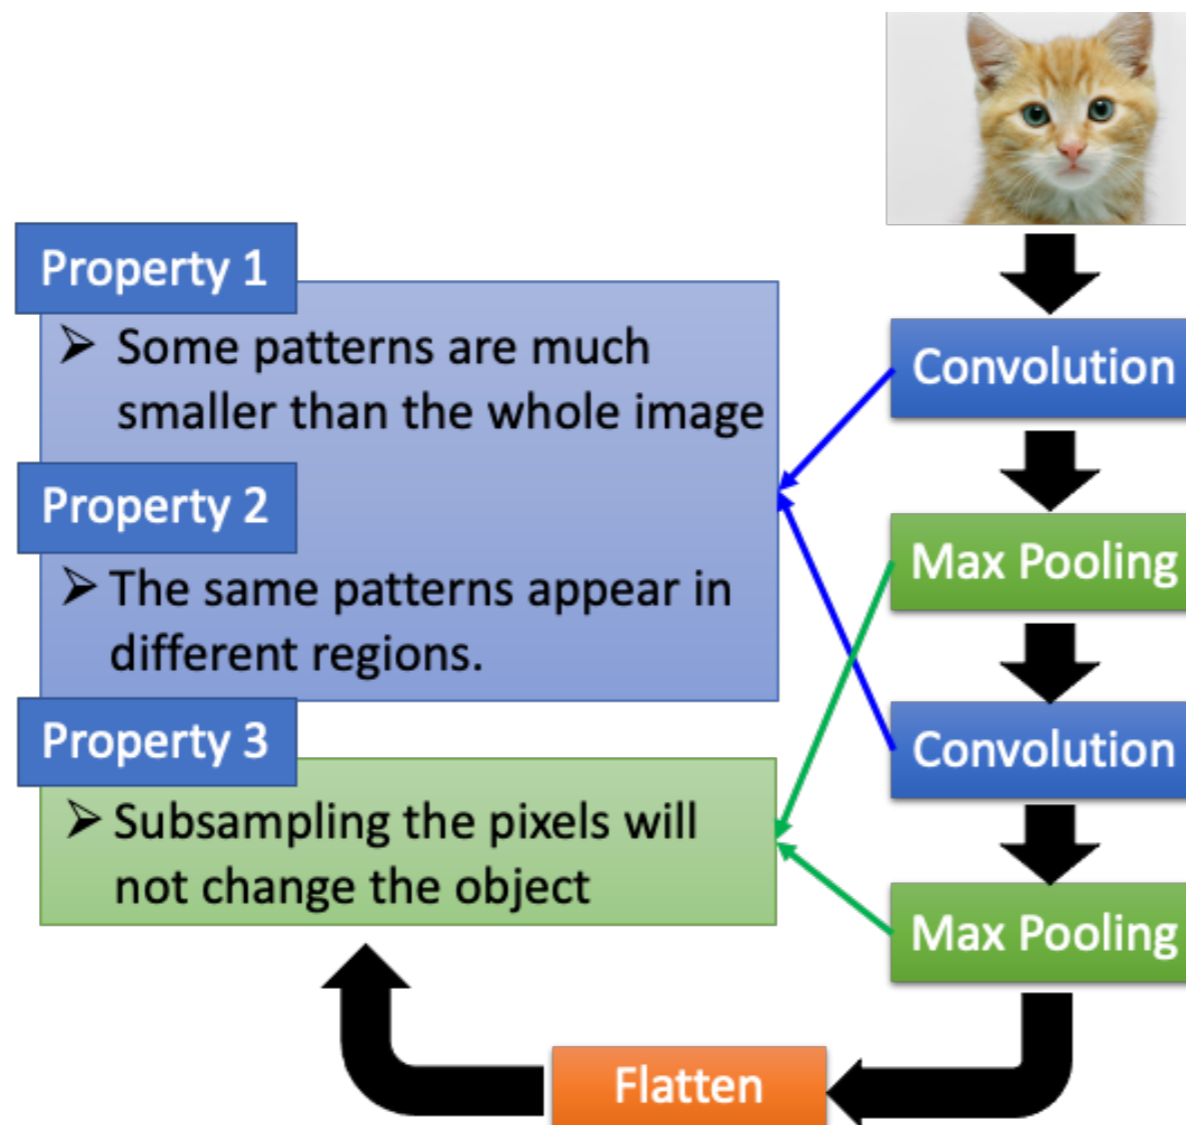 Property 1
➢ Some patterns are much
smaller than the whole image
Property 2
➢ The same patterns appear in
different regions.
Property 3
➢ Subsampling the pixels will
not change the object
Convolution
Max Pooling
Convolution
Max Pooling
Flatten